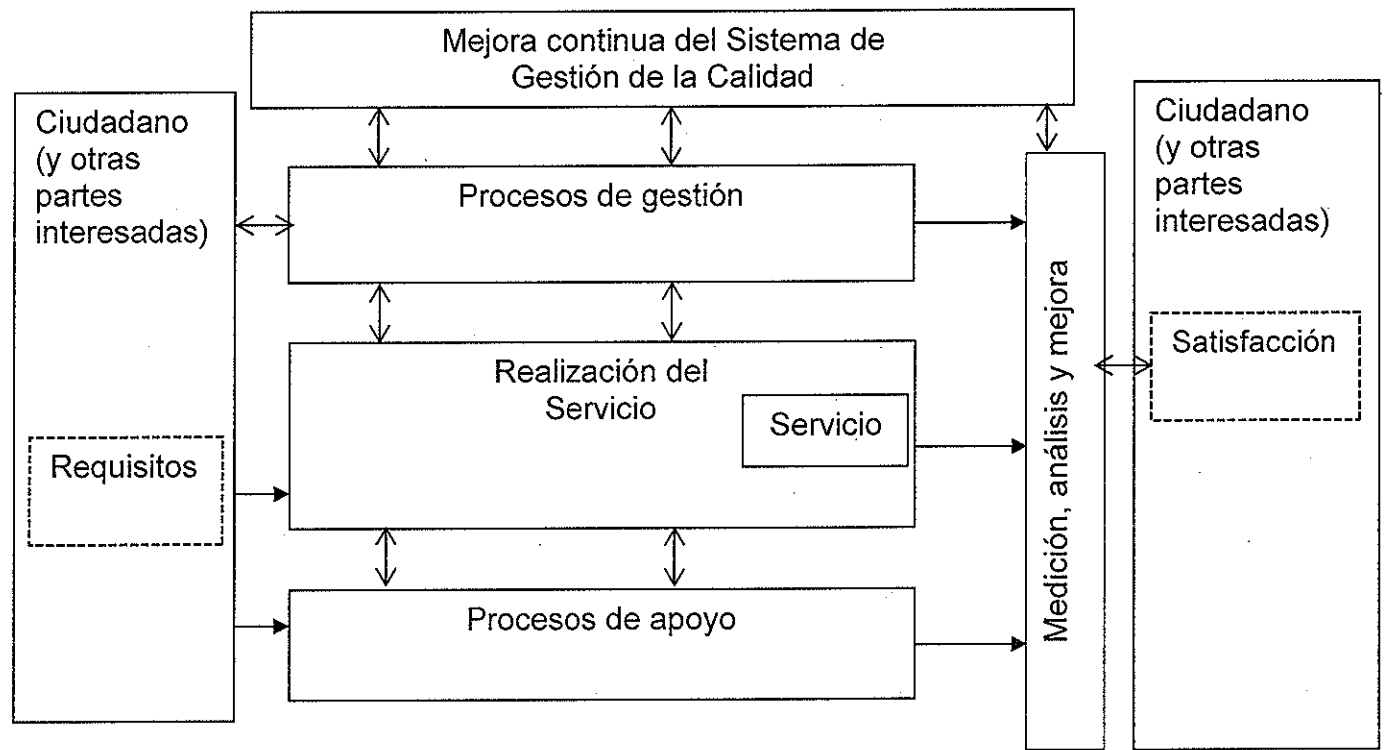 Mejora continua del Sistema de
Gestión de la Calidad
Ciudadano
(y otras
partes
interesadas)
Requisitos
Procesos de gestión
Realización del
Servicio
Servicio
Procesos de apoyo
Medición, análisis y mejora
Ciudadano
(y otras
partes
interesadas)
Satisfacción